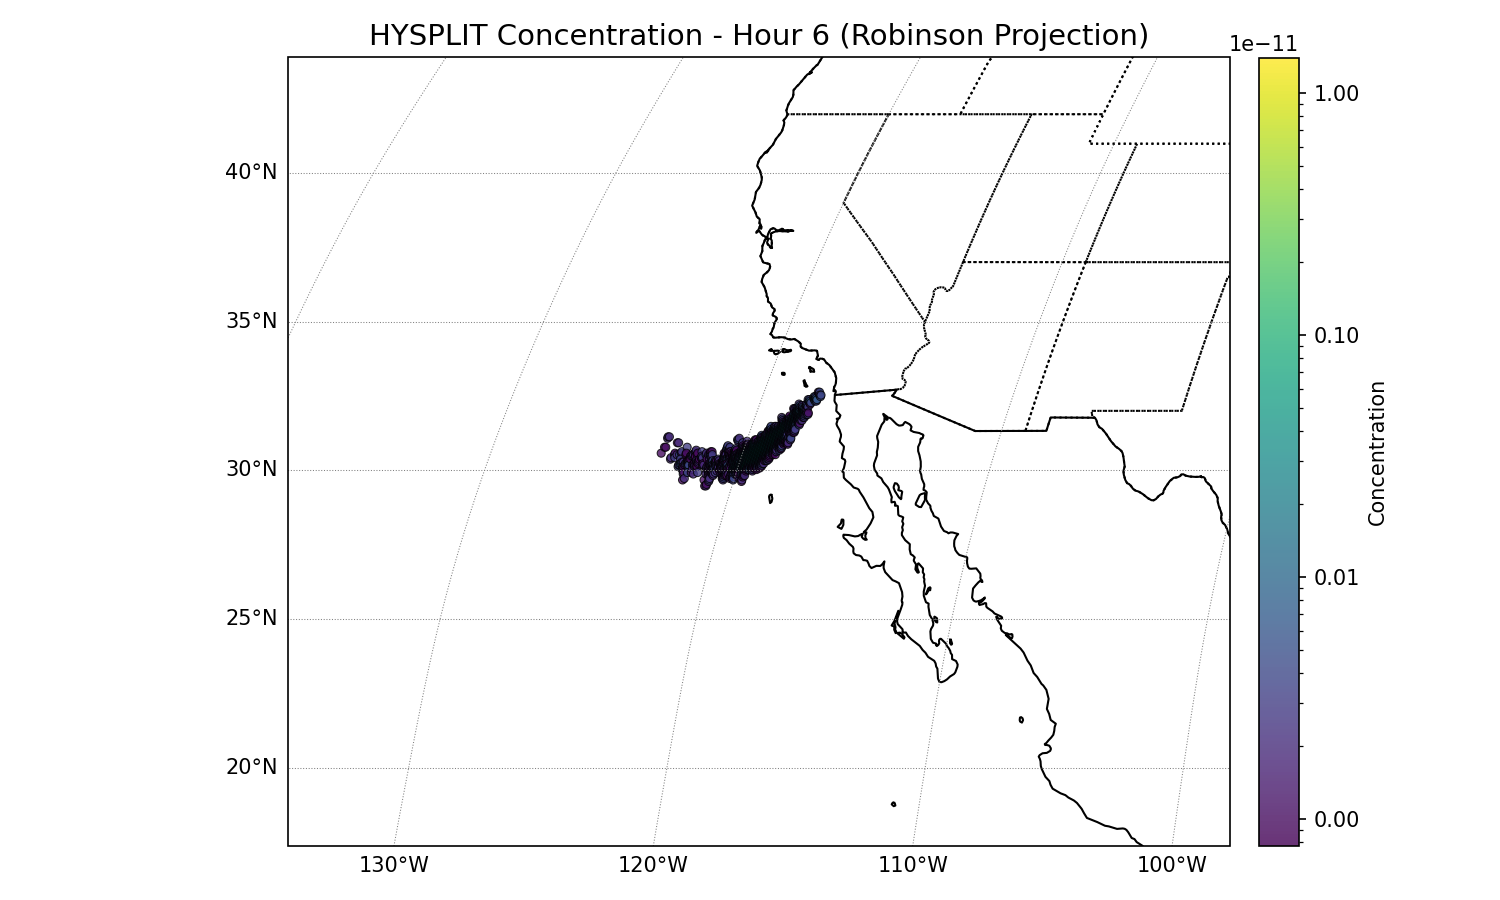 HYSPLIT Concentration - Hour 6 (Robinson Projection)
1e−11
1.00
40°N
35°N
0.10
Concentration
30°N
0.01
25°N
20°N
0.00
130°W
120°W
110°W
100°W